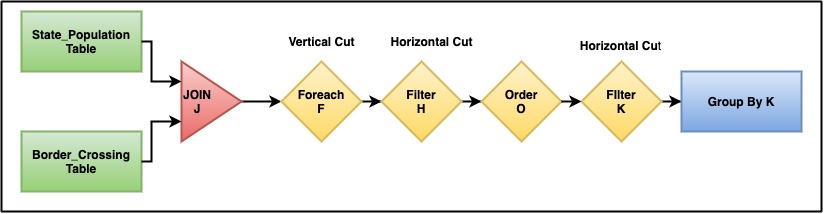 State_Population
Table
Border_Crossing
Table
JOIN
J
Vertical Cut
Foreach
F
Horizontal Cut
Filter
H
Order
O
Horizontal Cut
FIlter
K
Group By K